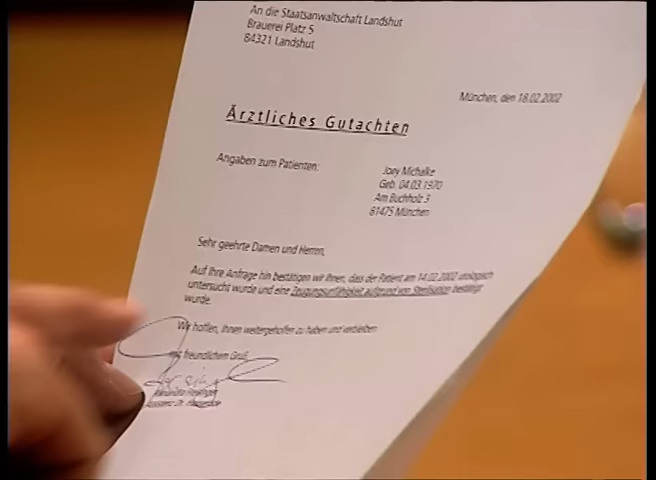 An die Staatsanwaltschaft Landshut
Brauerei Platz 5
84321 Landshut
München, den 18.02.2002
Ärztliches Gutachten
Angaben zum Patienten:
Joey Michalke
Geb. 04.03.1970
Am Buchholz 3
81475 München
Sehr geehrte Damen und Herren,
Auf Ihre Anfrage hin bestätigen wir Ihnen, dass der Patient am 14.02.2002 urologisch
untersucht wurde und eine Zeugungsunfähigkeit aufgrund von Sterilisation bestätigt
wurde.
Wir hoffen, Ihnen weitergeholfen zu haben und verbleiben
mit freundlichem Gruß,